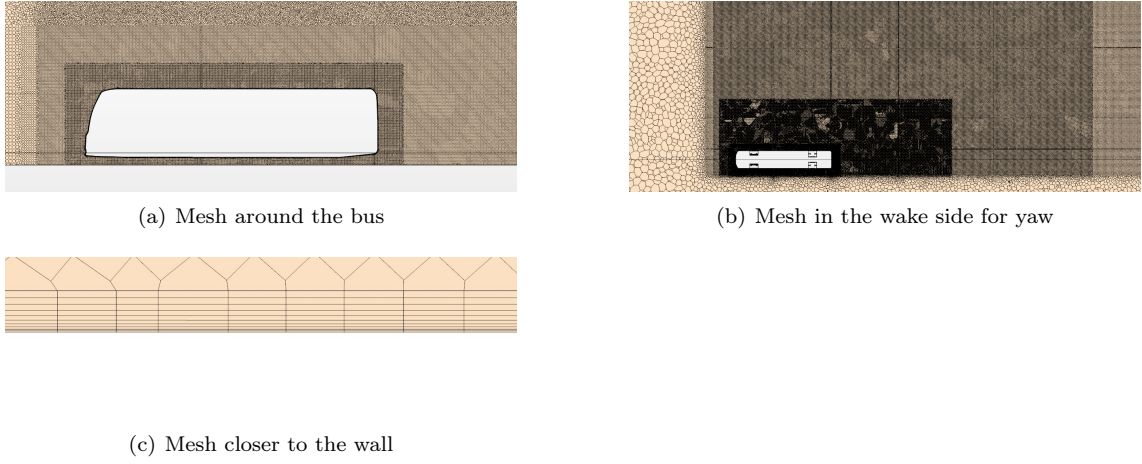 (a) Mesh around the bus
(b) Mesh in the wake side for yaw
(c) Mesh closer to the wall